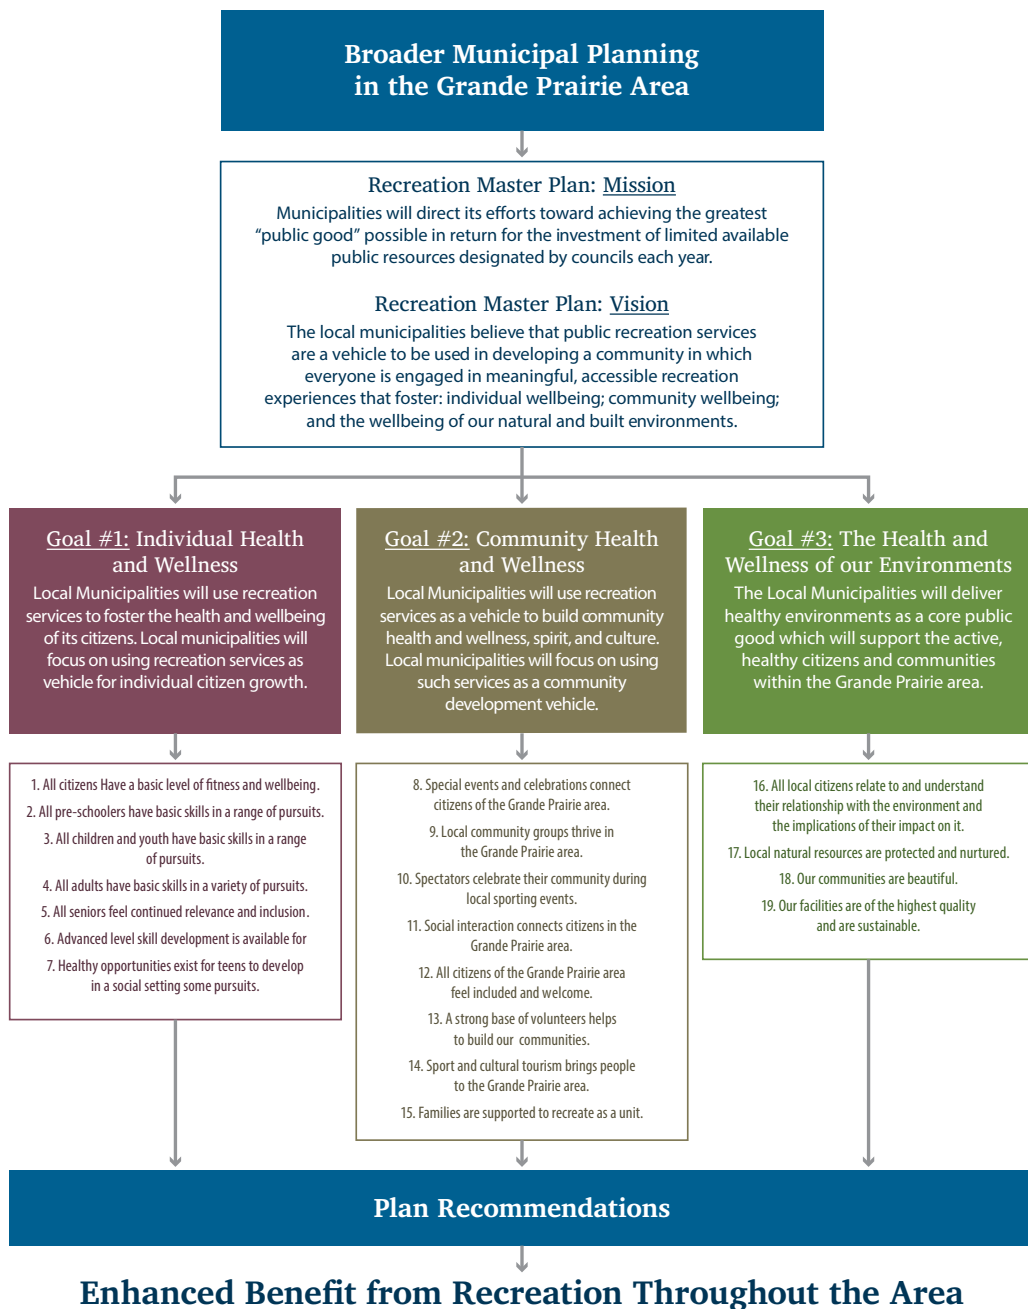 Broader Municipal Planning
in the Grande Prairie Area
Recreation Master Plan: Mission
Municipalities will direct its efforts toward achieving the greatest
“public good” possible in return for the investment of limited available
public resources designated by councils each year.
Recreation Master Plan: Vision
The local municipalities believe that public recreation services
are a vehicle to be used in developing a community in which
everyone is engaged in meaningful, accessible recreation
experiences that foster: individual wellbeing; community wellbeing;
and the wellbeing of our natural and built environments.
Goal #1: Individual Health
and Wellness
Local Municipalities will use recreation
services to foster the health and wellbeing
of its citizens. Local municipalities will
focus on using recreation services as
vehicle for individual citizen growth.
Goal #2: Community Health
and Wellness
Local Municipalities will use recreation
services as a vehicle to build community
health and wellness, spirit, and culture.
Local municipalities will focus on using
such services as a community
development vehicle.
Goal #3: The Health and
Wellness of our Environments
The Local Municipalities will deliver
healthy environments as a core public
good which will support the active,
healthy citizens and communities
within the Grande Prairie area.
1. All citizens Have a basic level of fitness and wellbeing.
2. All pre-schoolers have basic skills in a range of pursuits.
3. All children and youth have basic skills in a range
of pursuits.
4. All adults have basic skills in a variety of pursuits.
5. All seniors feel continued relevance and inclusion.
6. Advanced level skill development is available for
7. Healthy opportunities exist for teens to develop
in a social setting some pursuits.
8. Special events and celebrations connect
citizens of the Grande Prairie area.
9. Local community groups thrive in
the Grande Prairie area.
10. Spectators celebrate their community during
local sporting events.
11. Social interaction connects citizens in the
Grande Prairie area.
12. All citizens of the Grande Prairie area
feel included and welcome.
13. A strong base of volunteers helps
to build our communities.
14. Sport and cultural tourism brings people
to the Grande Prairie area.
15. Families are supported to recreate as a unit.
16. All local citizens relate to and understand
their relationship with the environment and
the implications of their impact on it.
17. Local natural resources are protected and nurtured.
18. Our communities are beautiful.
19. Our facilities are of the highest quality
and are sustainable.
Plan Recommendations
Enhanced Benefit from Recreation Throughout the Area